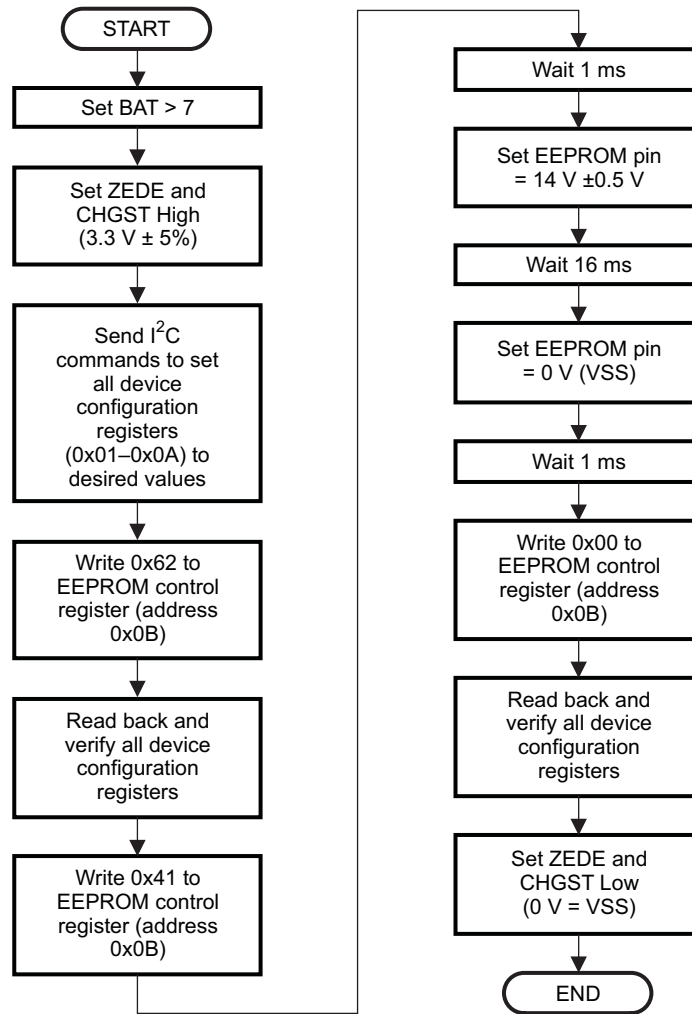 START
Set BAT > 7
Set ZEDE and
CHGST High
(3.3 V ± 5%)
Send I²C
commands to set
all device
configuration
registers
(0x01–0x0A) to
desired values
Write 0x62 to
EEPROM control
register (address
0x0B)
Read back and
verify all device
configuration
registers
Write 0x41 to
EEPROM control
register (address
0x0B)
Wait 1 ms
Set EEPROM pin
= 14 V ±0.5 V
Wait 16 ms
Set EEPROM pin
= 0 V (VSS)
Wait 1 ms
Write 0x00 to
EEPROM control
register (address
0x0B)
Read back and
verify all device
configuration
registers
Set ZEDE and
CHGST Low
(0 V = VSS)
END